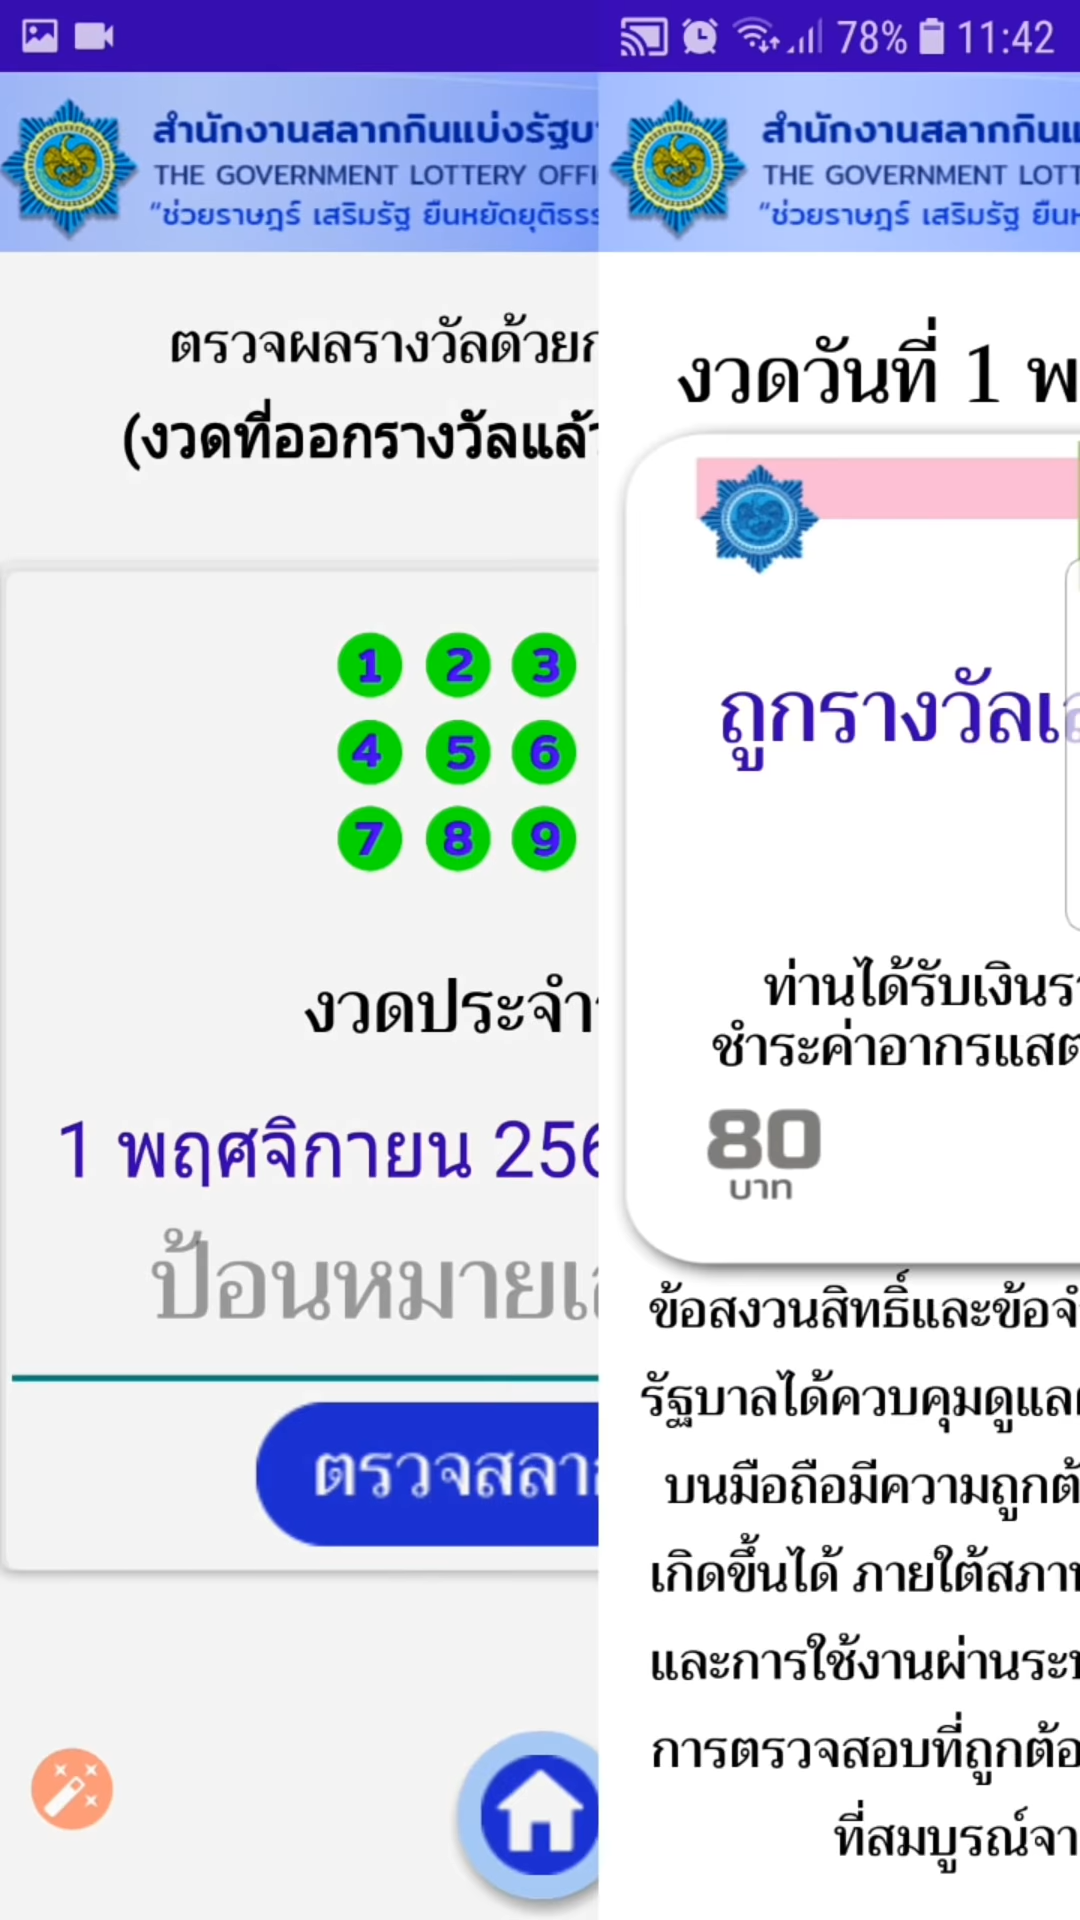 78% 11:42
สำนักงานสลากกินแบ่งรัฐบา
THE GOVERNMENT LOTTERY OFFI
"ช่วยราษฎร์ เสริมรัฐ ยืนหยัดยุติธรร
ตรวจผลรางวัลด้วยก
(งวดที่ออกรางวัลแล้ว
1 2 3
4 5 6
7 8 9
งวดประจำ
1 พฤศจิกายน 256
ป้อนหมายเล
ตรวจสลาก
สำนักงานสลากกินแ
THE GOVERNMENT LOTT
"ช่วยราษฎร์ เสริมรัฐ ยืนห
งวดวันที่ 1 พ
ถูกรางวัลเล
ท่านได้รับเงินรา
ชำระค่าอากรแสต
80
บาท
ข้อสงวนสิทธิ์และข้อจำ
รัฐบาลได้ควบคุมดูแล
บนมือถือมีความถูกต้
เกิดขึ้นได้ ภายใต้สภา
และการใช้งานผ่านระบ
การตรวจสอบที่ถูกต้อ
ที่สมบูรณ์จา